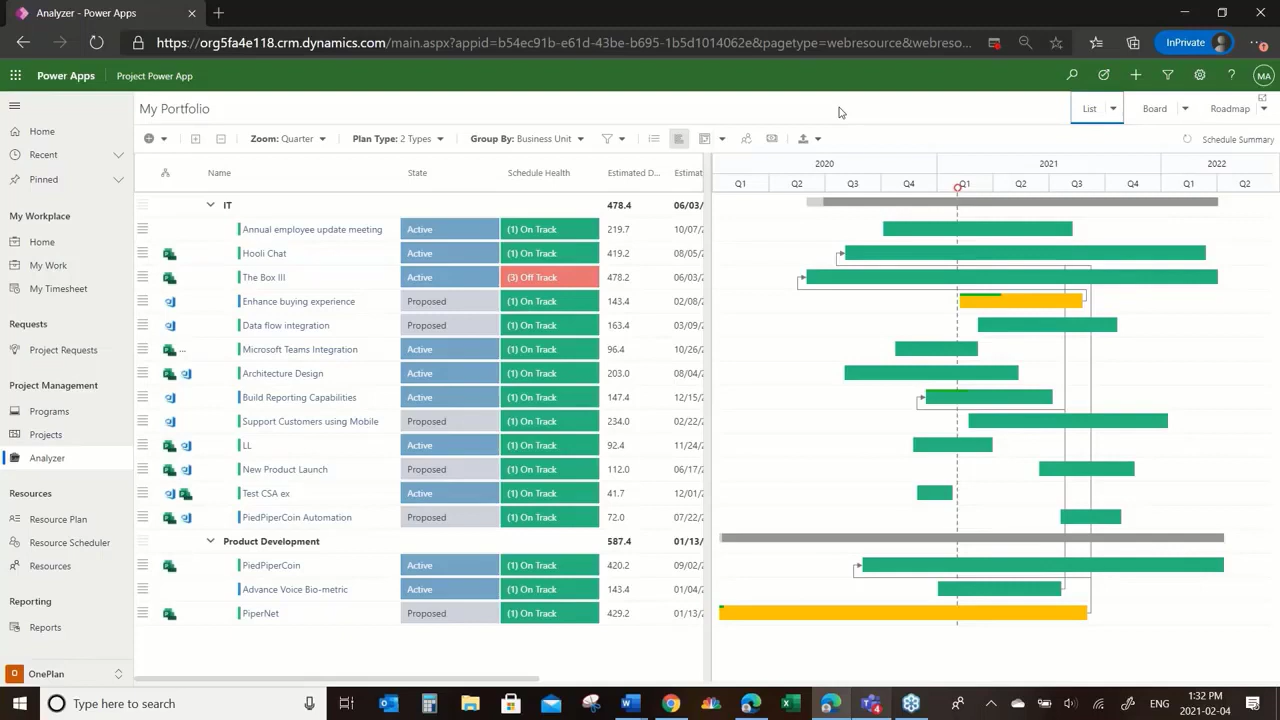 Analyzer - Power Apps
https://org5fa4e118.crm.dynamics.com/main.aspx?appid=b54ec91b-e61d-43be-b695-1b5d1014062e&pagetype=webresource&webreso...
InPrivate
Power Apps
Project Power App
MA
My Portfolio
List
Board
Roadmap
Zoom: Quarter
Plan Type: 2 Types
Group By: Business Unit
Schedule Summary
Home
Recent
Pinned
My Workplace
Home
My Work
My Timesheet
Requests
Project Requests
Project Management
Programs
Projects
Analyzer
Resources
Resource Plan
Resource Scheduler
Resources
Reporting
Reports
OnePlan
Name State Schedule Health Estimated D... Estimat
2020 2021 2022
Q1 Q2 Q3 Q4 Q1 Q2 Q3 Q4 Q1 Q2
IT 478.4 06/03/
Annual employee update meeting Active (1) On Track 219.7 10/07/
Hooli Chat Active (1) On Track 419.2 08/05/
The Box III Active (3) Off Track 478.2 06/03/
Entance buying experience Proposed (1) On Track 143.4 02/08/
Data flow integration Proposed (1) On Track 163.4 03/09/
... Microsoft Teams Integration Active (1) On Track 96.4 10/26/
Architecture Design Active (1) On Track 203.0 08/04/
Build Reporting Capabilities Active (1) On Track 147.4 12/15/
Support Customers using Mobile Proposed (1) On Track 234.0 02/22/
LL Active (1) On Track 92.4 11/24/
New Product Launch Proposed (1) On Track 112.0 06/17/
Test CSA ex Active (1) On Track 41.7 12/01/
PiedPiperCoin Automation Proposed (1) On Track 72.0 07/22/
Product Development 587.4 01/13/
PiedPiperCoin Active (1) On Track 420.2 09/02/
Advance Voice Bio-metric Active (1) On Track 143.4 01/04/
PiperNet Proposed (1) On Track 429.2 01/13/
Type here to search
ENG
1:32 PM
2021-02-04